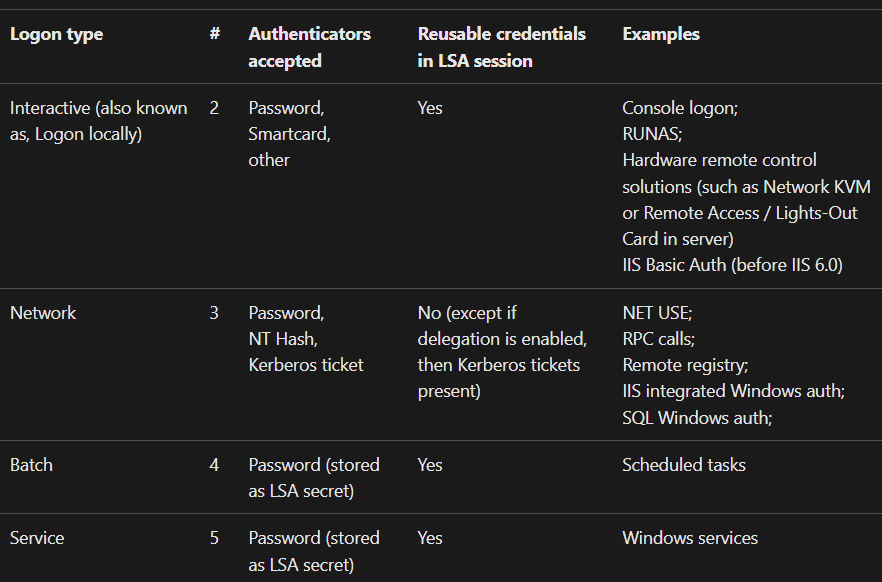 Logon type # Authenticators accepted Reusable credentials in LSA session Examples
Interactive (also known as, Logon locally)
2
Password,
Smartcard,
other
Yes
Console logon;
RUNAS;
Hardware remote control
solutions (such as Network KVM
or Remote Access / Lights-Out
Card in server)
IIS Basic Auth (before IIS 6.0)
Network
3
Password,
NT Hash,
Kerberos ticket
No (except if
delegation is enabled,
then Kerberos tickets
present)
NET USE;
RPC calls;
Remote registry;
IIS integrated Windows auth;
SQL Windows auth;
Batch
4
Password (stored
as LSA secret)
Yes
Scheduled tasks
Service
5
Password (stored
as LSA secret)
Yes
Windows services